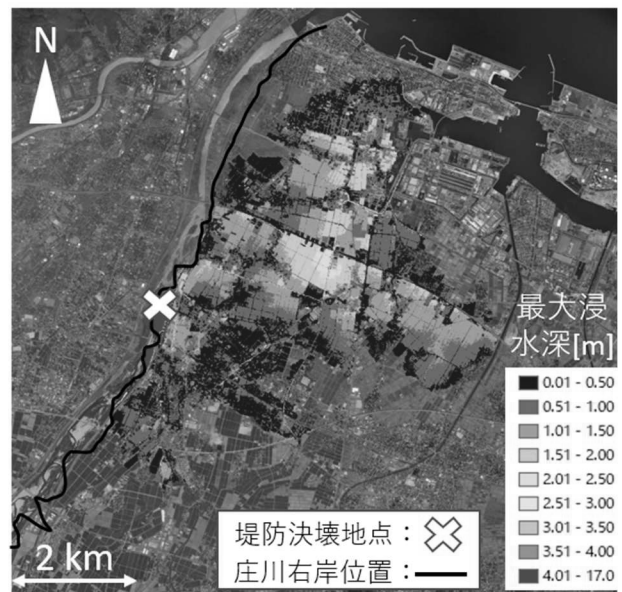 N
最大浸
水深[m]
0.01 - 0.50
0.51 - 1.00
1.01 - 1.50
1.51 - 2.00
2.01 - 2.50
2.51 - 3.00
3.01 - 3.50
3.51 - 4.00
4.01 - 17.0
堤防決壊地点：
庄川右岸位置：
2 km